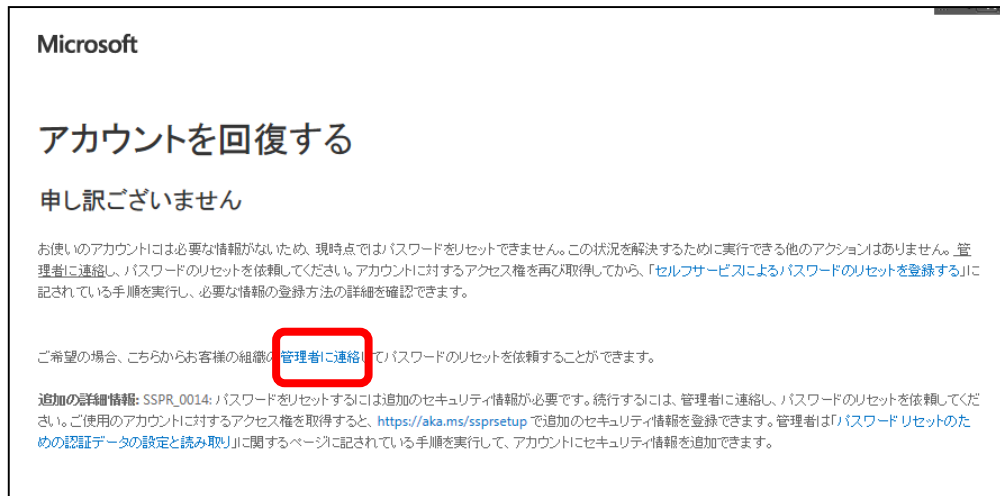 Microsoft
アカウントを回復する
申し訳ございません
お使いのアカウントには必要な情報がないため、現時点ではパスワードをリセットできません。この状況を解決するために実行できる他のアクションはありません。管
理者に連絡し、パスワードのリセットを依頼してください。アカウントに対するアクセス権を再び取得してから、「セルフサービスによるパスワードのリセットを登録する」に
記されている手順を実行し、必要な情報の登録方法の詳細を確認できます。
ご希望の場合、こちらからお客様の組織の管理者に連絡してパスワードのリセットを依頼することができます。
追加の詳細情報: SSPR_0014: パスワードをリセットするには追加のセキュリティ情報が必要です。続行するには、管理者に連絡し、パスワードのリセットを依頼してくだ
さい。ご使用のアカウントに対するアクセス権を取得すると、https://aka.ms/ssprsetup で追加のセキュリティ情報を登録できます。管理者は「パスワード リセットのた
めの認証データの設定と読み取り」に関するページに記されている手順を実行して、アカウントにセキュリティ情報を追加できます。